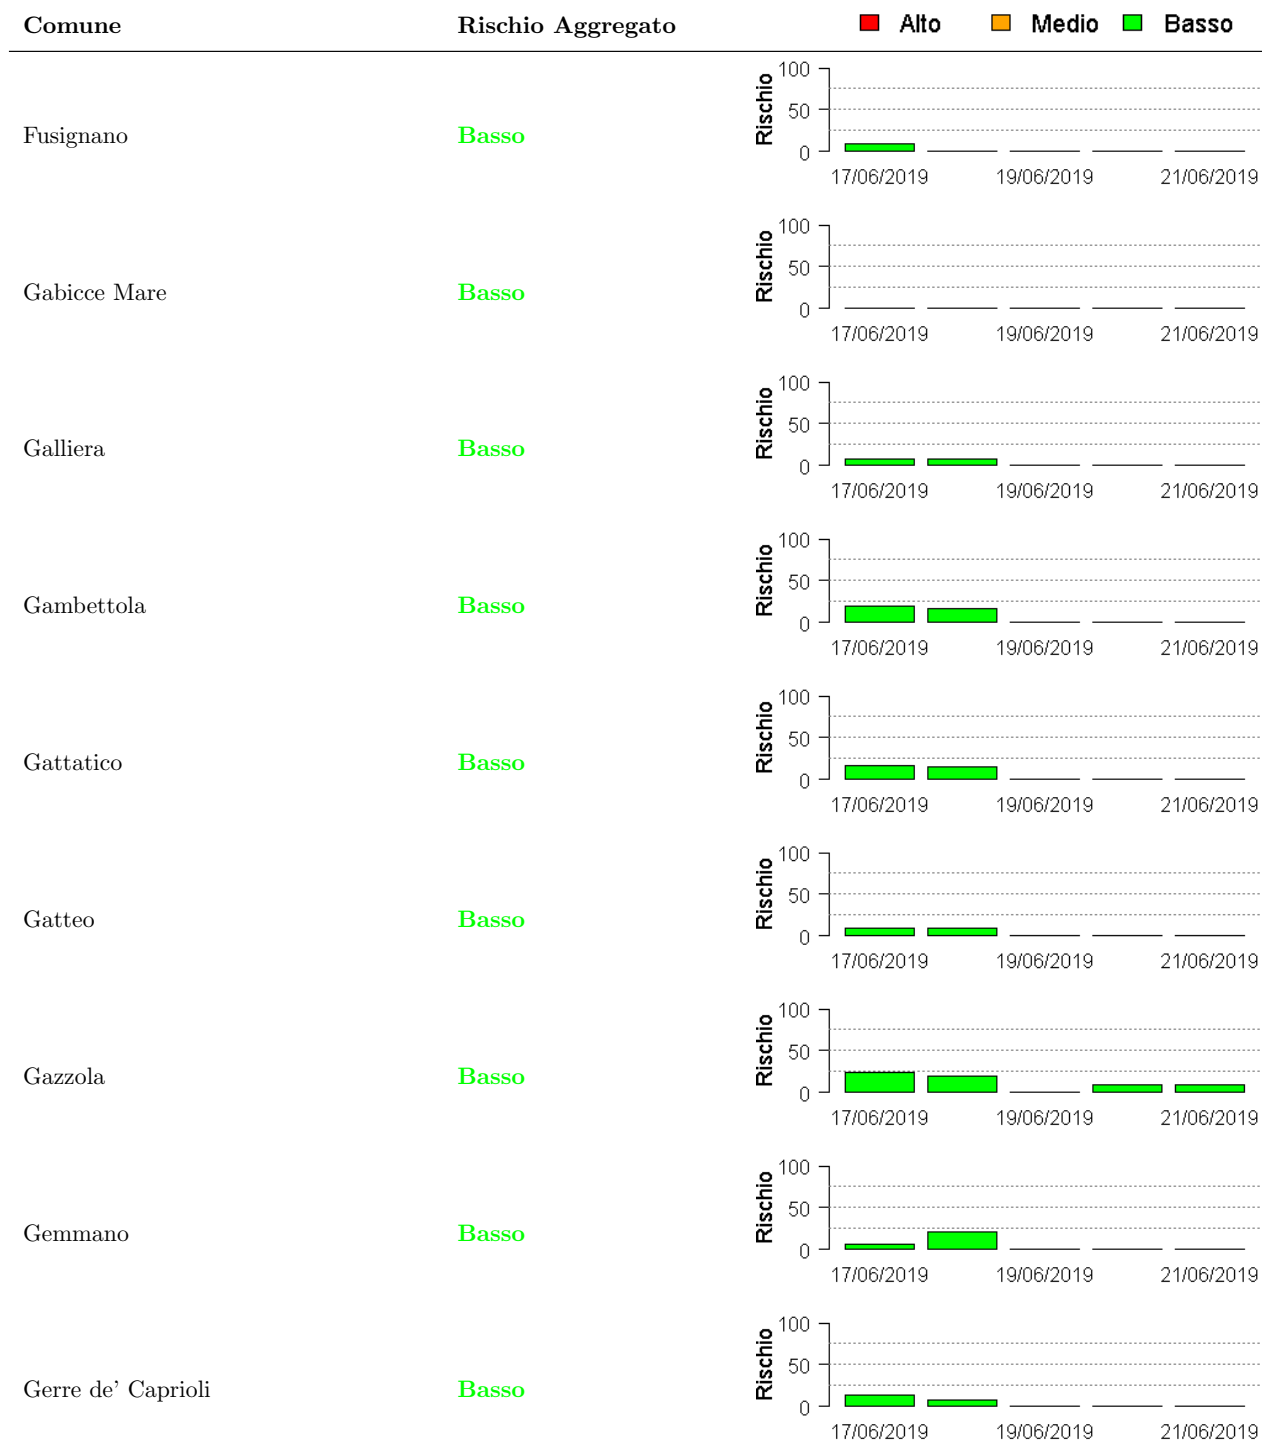 Comune Rischio Aggregato Alto Medio Basso
Fusignano Basso Rischio 100 50 0
17/06/2019 19/06/2019 21/06/2019
Gabicce Mare Basso Rischio 100 50 0
17/06/2019 19/06/2019 21/06/2019
Galliera Basso Rischio 100 50 0
17/06/2019 19/06/2019 21/06/2019
Gambettola Basso Rischio 100 50 0
17/06/2019 19/06/2019 21/06/2019
Gattatico Basso Rischio 100 50 0
17/06/2019 19/06/2019 21/06/2019
Gatteo Basso Rischio 100 50 0
17/06/2019 19/06/2019 21/06/2019
Gazzola Basso Rischio 100 50 0
17/06/2019 19/06/2019 21/06/2019
Gemmano Basso Rischio 100 50 0
17/06/2019 19/06/2019 21/06/2019
Gerre de’ Caprioli Basso Rischio 100 50 0
17/06/2019 19/06/2019 21/06/2019